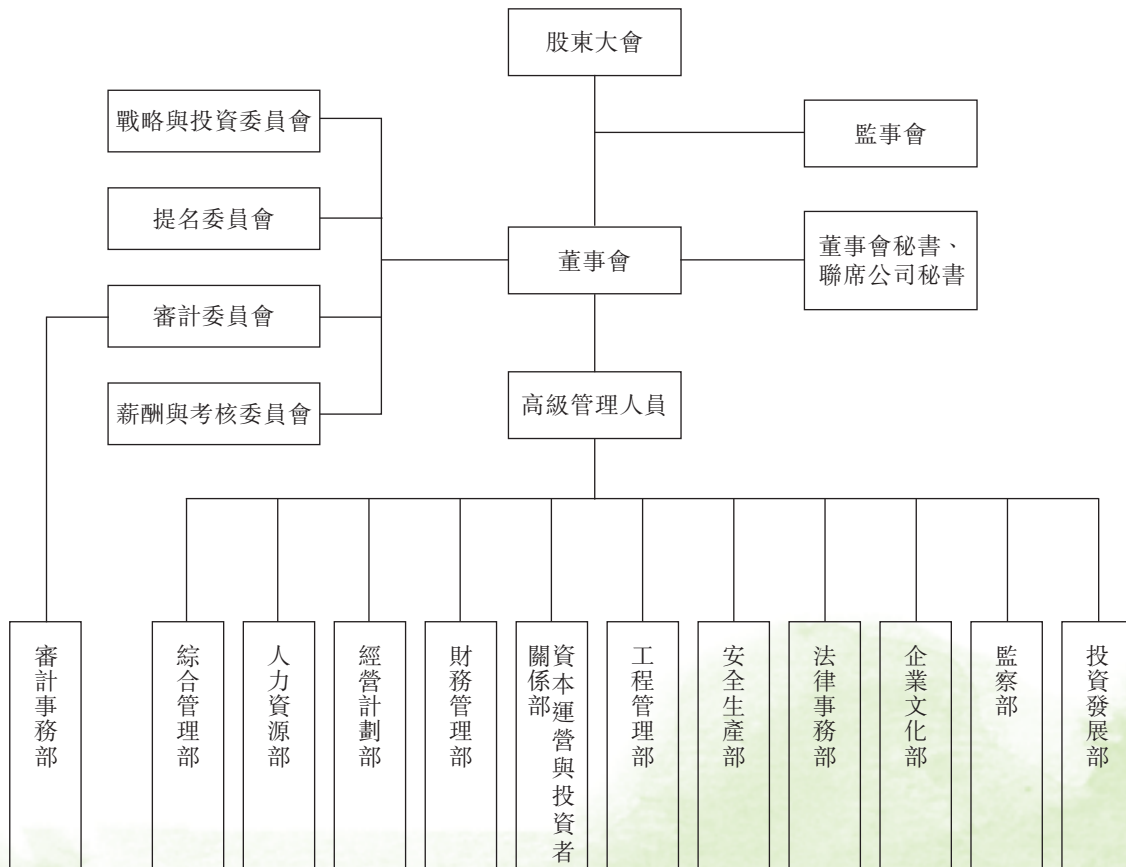 股東大會
戰略與投資委員會
監事會
提名委員會
董事會
董事會秘書、
聯席公司秘書
審計委員會
高級管理人員
薪酬與考核委員會
審計事務部
綜合管理部
人力資源部
經營計劃部
財務管理部
資本運營與投資者
關係部
工程管理部
安全生產部
法律事務部
企業文化部
監察部
投資發展部